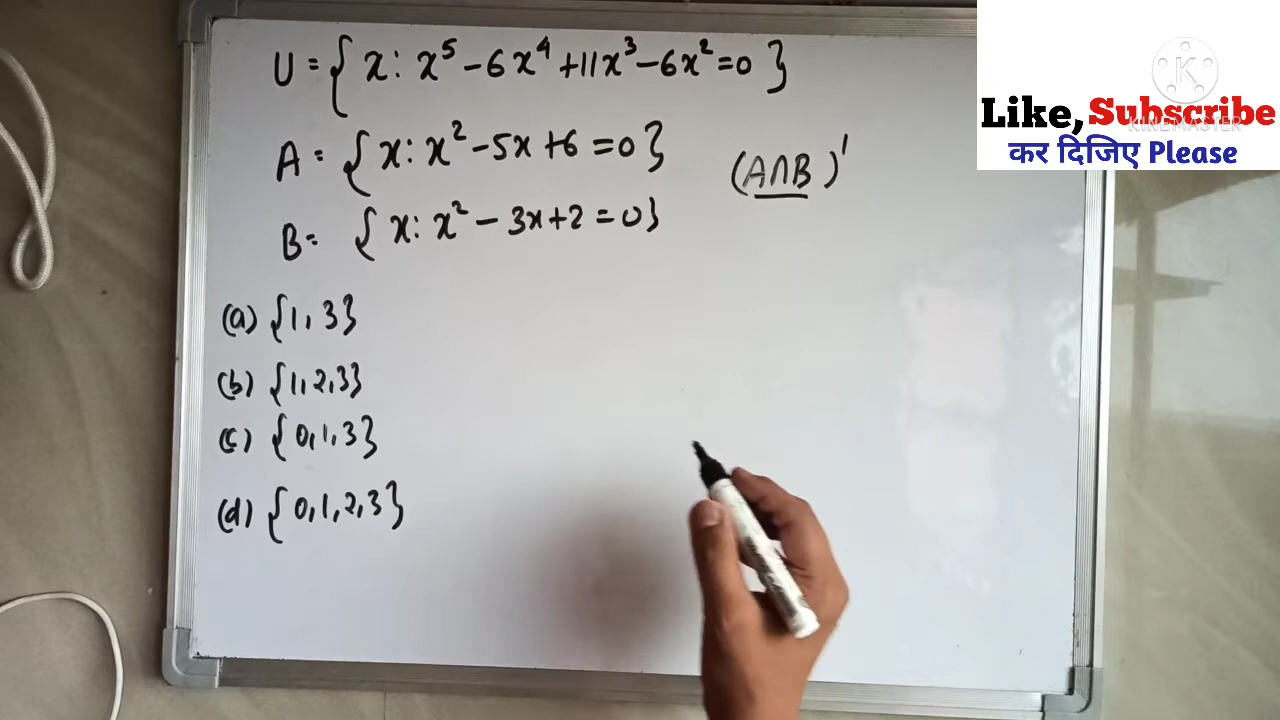 U = { x : x⁵ - 6x⁴ + 11x³ - 6x² = 0 }
A = { x : x² - 5x + 6 = 0 }
(A∩B)'
B = { x : x² - 3x + 2 = 0 }
(a) {1, 3}
(b) {1, 2, 3}
(c) {0, 1, 3}
(d) {0, 1, 2, 3}
K
KINEMASTER
Like, Subscribe
कर दिजिए Please